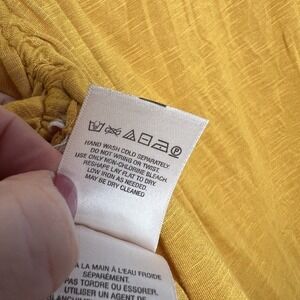 HAND WASH COLD SEPARATELY.
DO NOT WRING OR TWIST.
USE ONLY NON-CHLORINE BLEACH.
RESHAPE LAY FLAT TO DRY.
LOW IRON AS NEEDED.
MAY BE DRY CLEANED
À LA MAIN À L'EAU FROIDE
SÉPARÉMENT.
PAS TORDRE OU ESSORER.
UTILISER UN AGENT DE